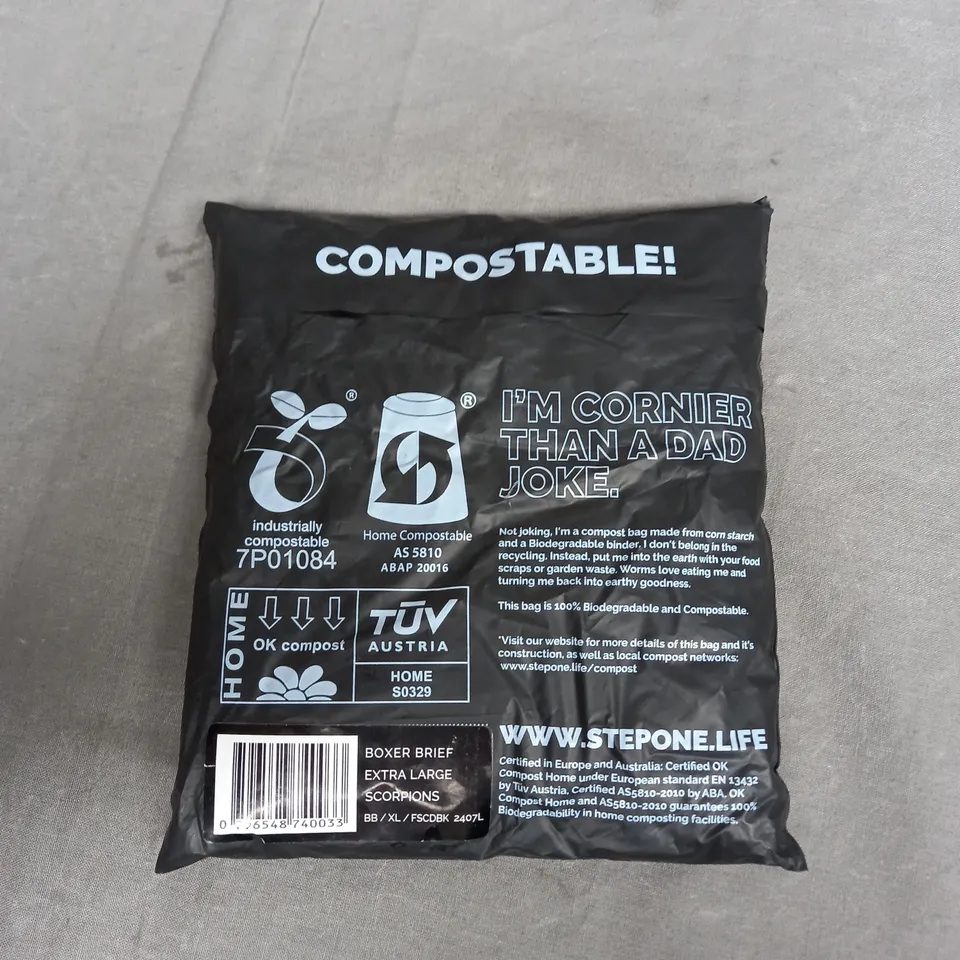 COMPOSTABLE!
®
industrially
compostable
7P01084
®
Home Compostable
AS 5810
ABAP 20016
I'M CORNIER
THAN A DAD
JOKE.
Not joking, I'm a compost bag made from corn starch
and a Biodegradable binder. I don't belong in the
recycling. Instead, put me into the earth with your food
scraps or garden waste. Worms love eating me and
turning me back into earthy goodness.
This bag is 100% Biodegradable and Compostable.
*Visit our website for more details of this bag and it's
construction, as well as local compost networks:
www.stepone.life/compost
HOME
OK compost
TÜV
AUSTRIA
HOME
S0329
WWW.STEPONE.LIFE
Certified in Europe and Australia: Certified OK
Compost Home under European standard EN 13432
by Tüv Austria. Certified AS5810-2010 by ABA. OK
Compost Home and AS5810-2010 guarantees 100%
Biodegradability in home composting facilities.
BOXER BRIEF
EXTRA LARGE
SCORPIONS
BB / XL / FSCDBK 2407L
740033